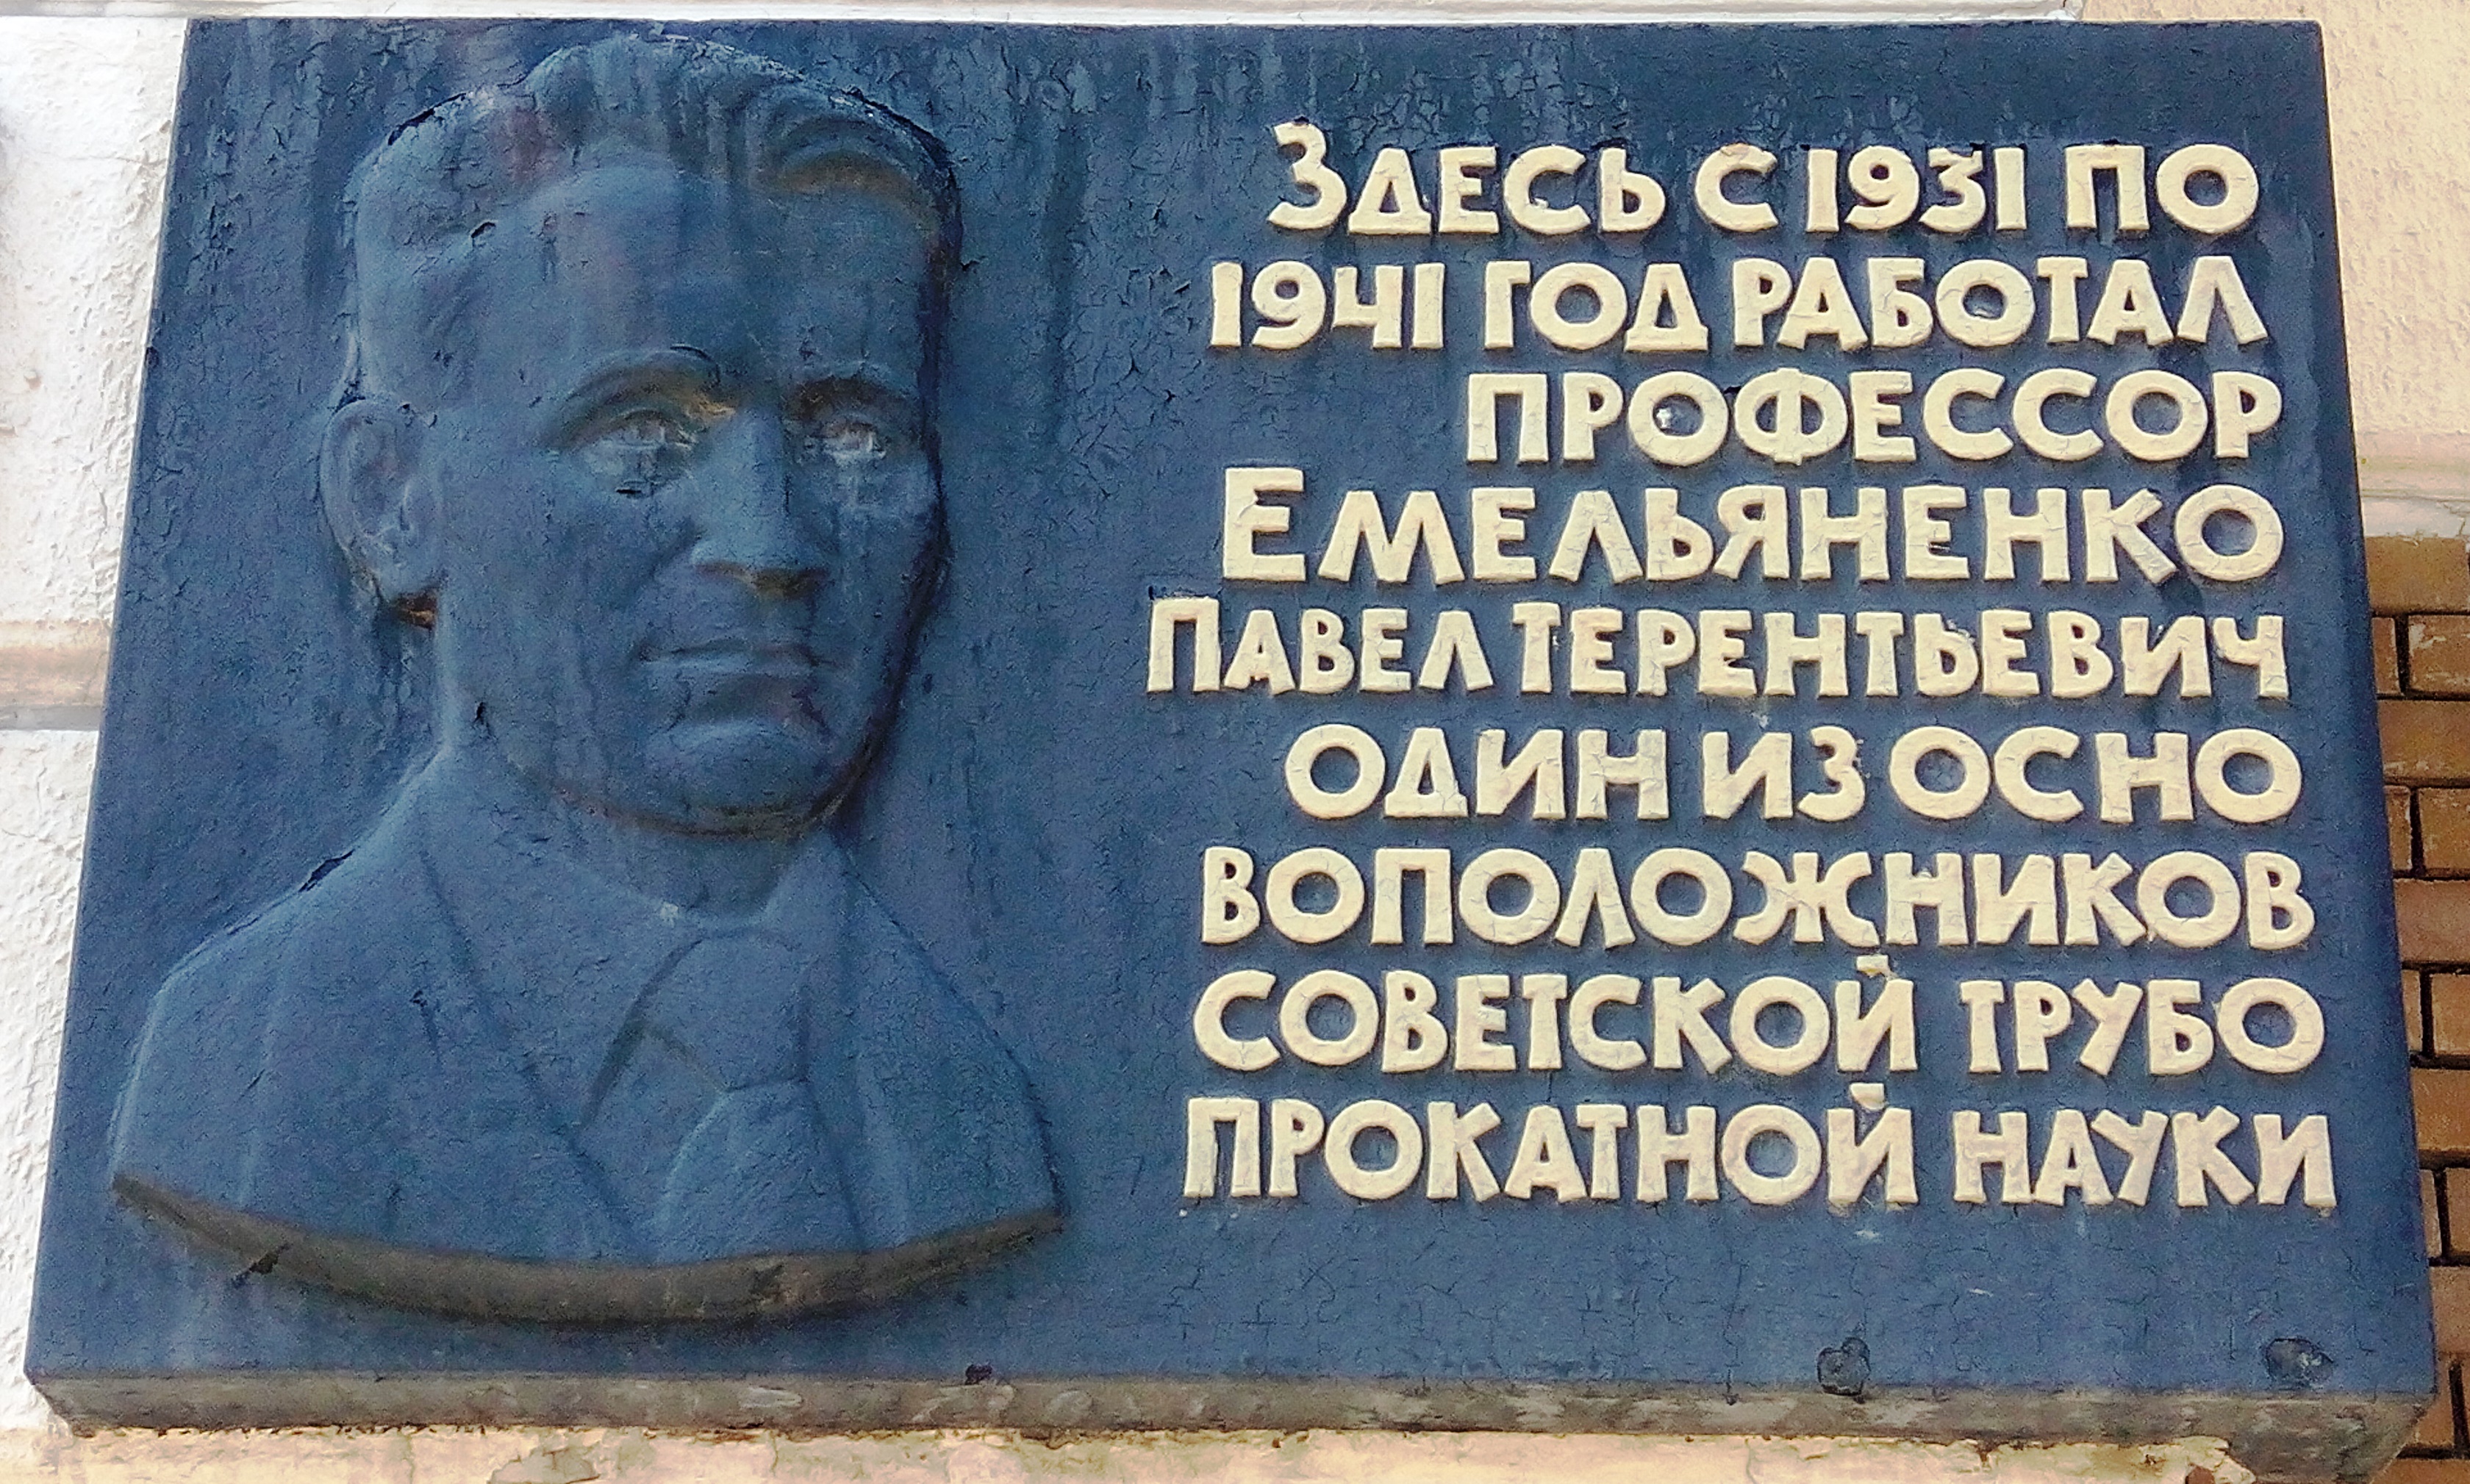 Здесь с 1931 по
1941 год работал
профессор
Емельяненко
Павел Терентьевич
один из осно
воположников
советской трубо
прокатной науки